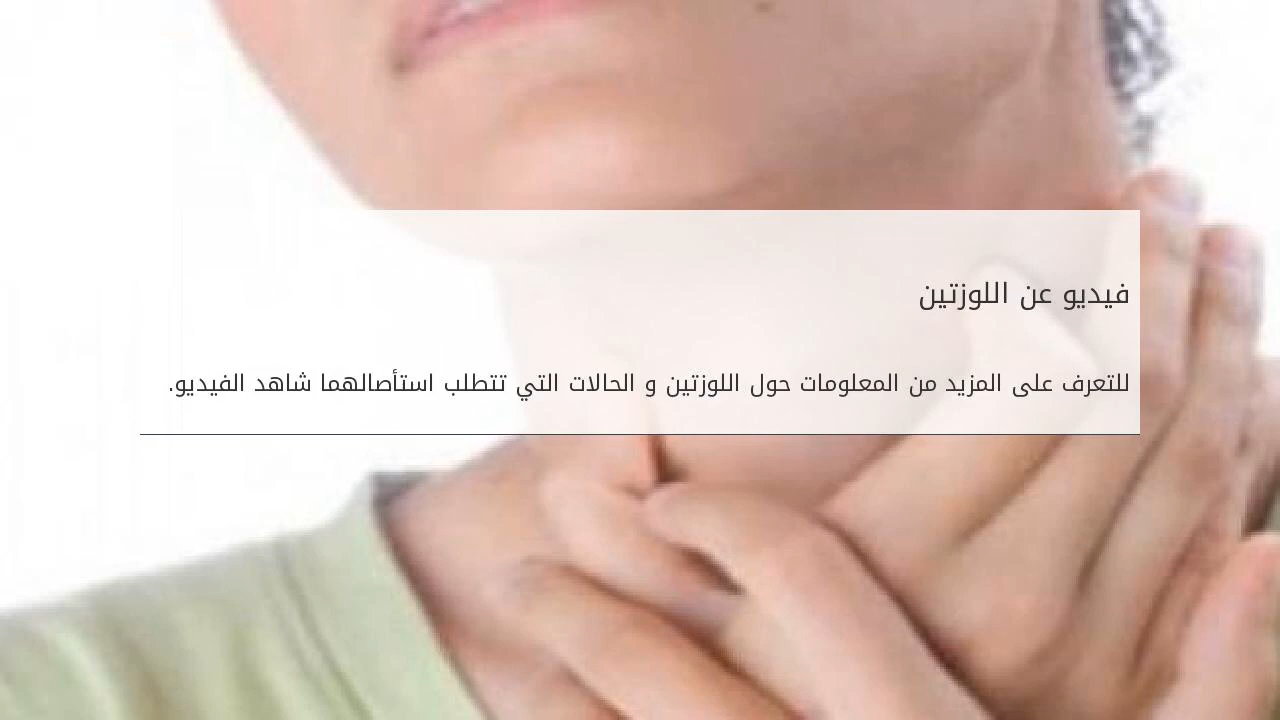 فيديو عن اللوزتين
للتعرف على المزيد من المعلومات حول اللوزتين و الحالات التي تتطلب استأصالهما شاهد الفيديو.